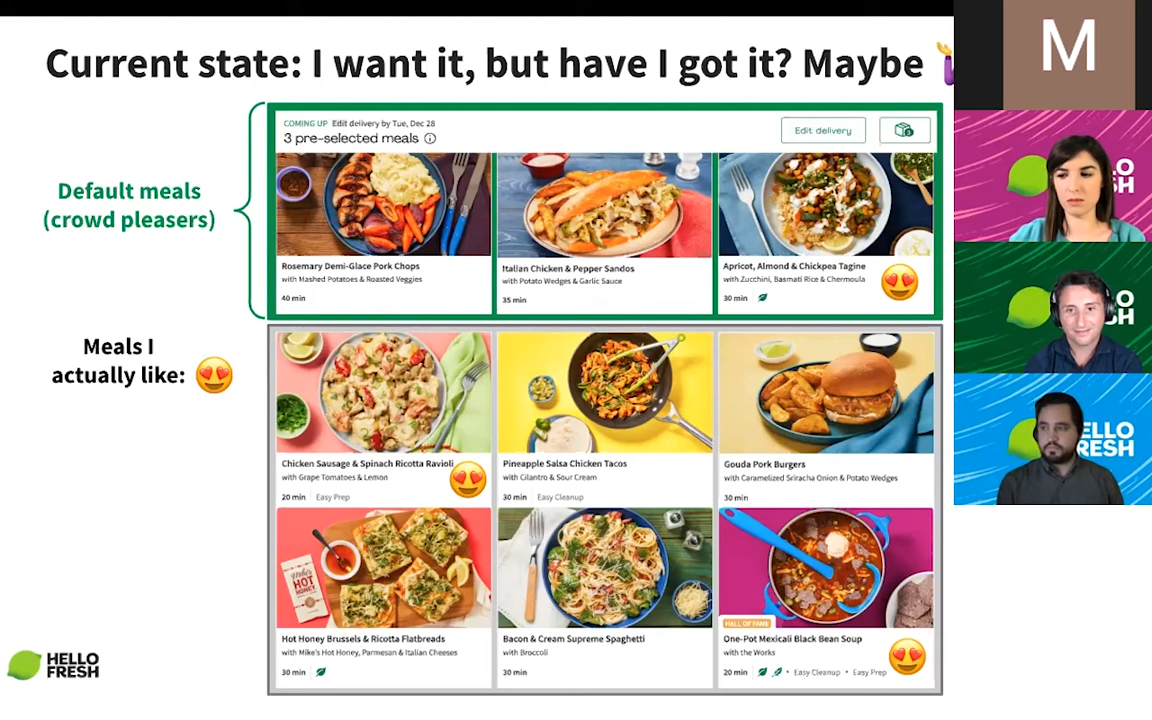 Current state: I want it, but have I got it? Maybe
M
COMING UP Edit delivery by Tue, Dec 28
3 pre-selected meals
Edit delivery
Default meals
(crowd pleasers)
Rosemary Demi-Glace Pork Chops
with Mashed Potatoes & Roasted Veggies
40 min
Italian Chicken & Pepper Sandos
with Potato Wedges & Garlic Sauce
35 min
Apricot, Almond & Chickpea Tagine
with Zucchini, Basmati Rice & Chermoula
30 min
Meals I
actually like:
Chicken Sausage & Spinach Ricotta Ravioli
with Grape Tomatoes & Lemon
20 min Easy Prep
Pineapple Salsa Chicken Tacos
with Cilantro & Sour Cream
30 min Easy Cleanup
Gouda Pork Burgers
with Caramelized Sriracha Onion & Potato Wedges
30 min
Mike's
HOT
HONEY
Hot Honey Brussels & Ricotta Flatbreads
with Mike's Hot Honey, Parmesan & Italian Cheeses
30 min
Bacon & Cream Supreme Spaghetti
with Broccoli
30 min
HALL OF FAME
One-Pot Mexicali Black Bean Soup
with the Works
20 min • Easy Cleanup • Easy Prep
HELLO
FRESH
LO
SH
O
H
ELLO
RESH